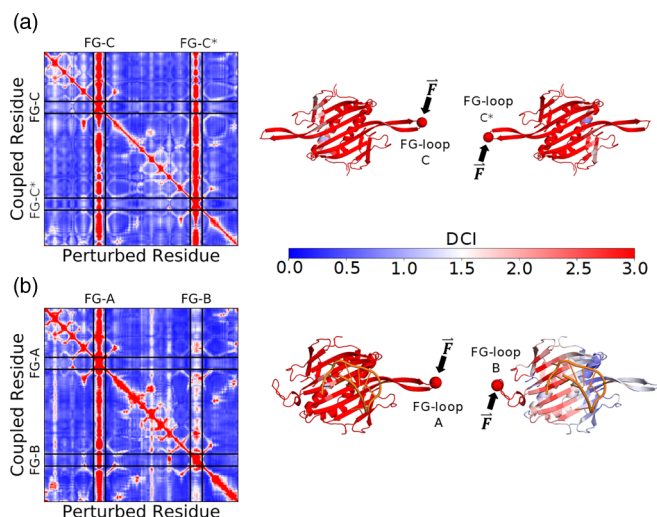 (a)
FG-C FG-C*
Coupled Residue
FG-C
FG-C*
Perturbed Residue
F
FG-loop
C
FG-loop
C*
F
DCI
0.0 0.5 1.0 1.5 2.0 2.5 3.0
(b)
FG-A FG-B
Coupled Residue
FG-A
FG-B
Perturbed Residue
F
FG-loop
A
FG-loop
B
F